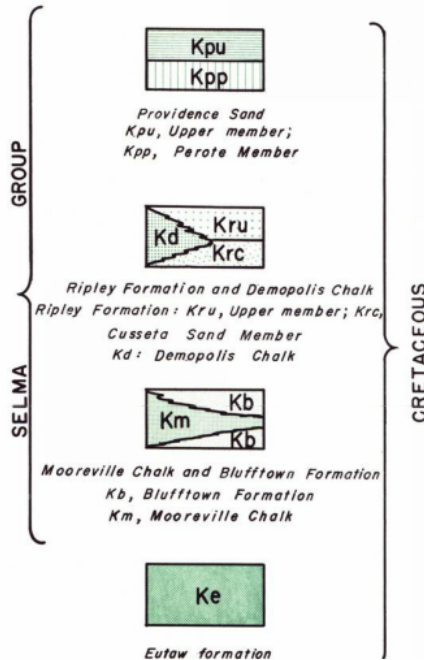 Kpu
Kpp
Providence Sand
Kpu, Upper member;
Kpp, Perote Member
GROUP
Kd
Kru
Krc
Ripley Formation and Demopolis Chalk
Ripley Formation: Kru, Upper member; Krc,
Cusseta Sand Member
Kd: Demopolis Chalk
SELMA
CRETACEOUS
Kb
Km
Kb
Mooreville Chalk and Blufftown Formation
Kb, Blufftown Formation
Km, Mooreville Chalk
Ke
Eutaw formation